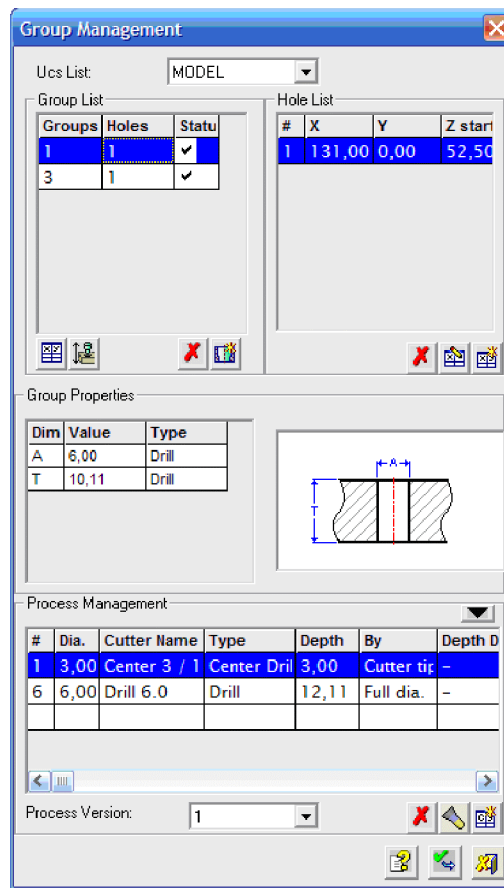 Group Management
Ucs List: MODEL
Group List
Groups Holes Statu
1 1
3 1
Hole List
# X Y Z start
1 131,00 0,00 52,50
Group Properties
Dim Value Type
A 6,00 Drill
T 10,11 Drill
A
T
Process Management
# Dia. Cutter Name Type Depth By Depth D
1 3,00 Center 3 / 1 Center Dril 3,00 Cutter tip –
6 6,00 Drill 6.0 Drill 12,11 Full dia. –
Process Version: 1